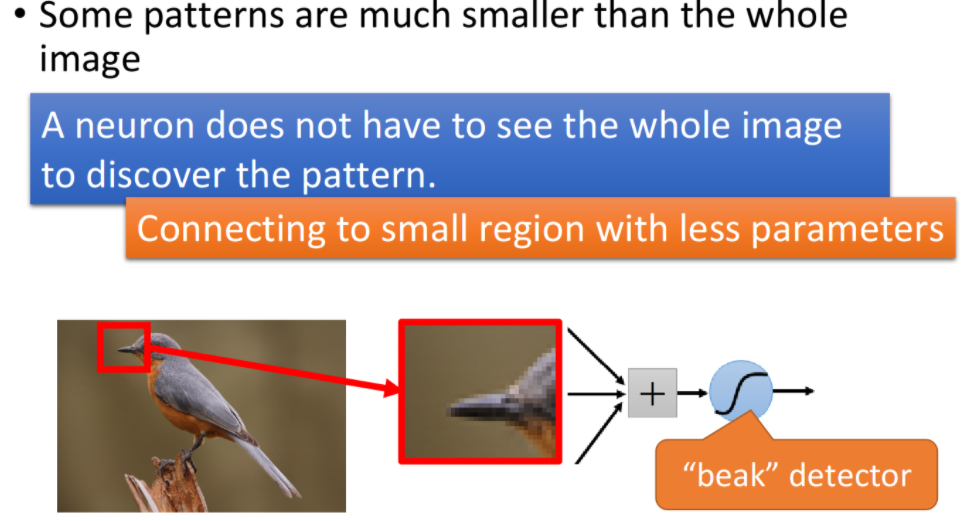 • Some patterns are much smaller than the whole
image
A neuron does not have to see the whole image
to discover the pattern.
Connecting to small region with less parameters
+
“beak” detector